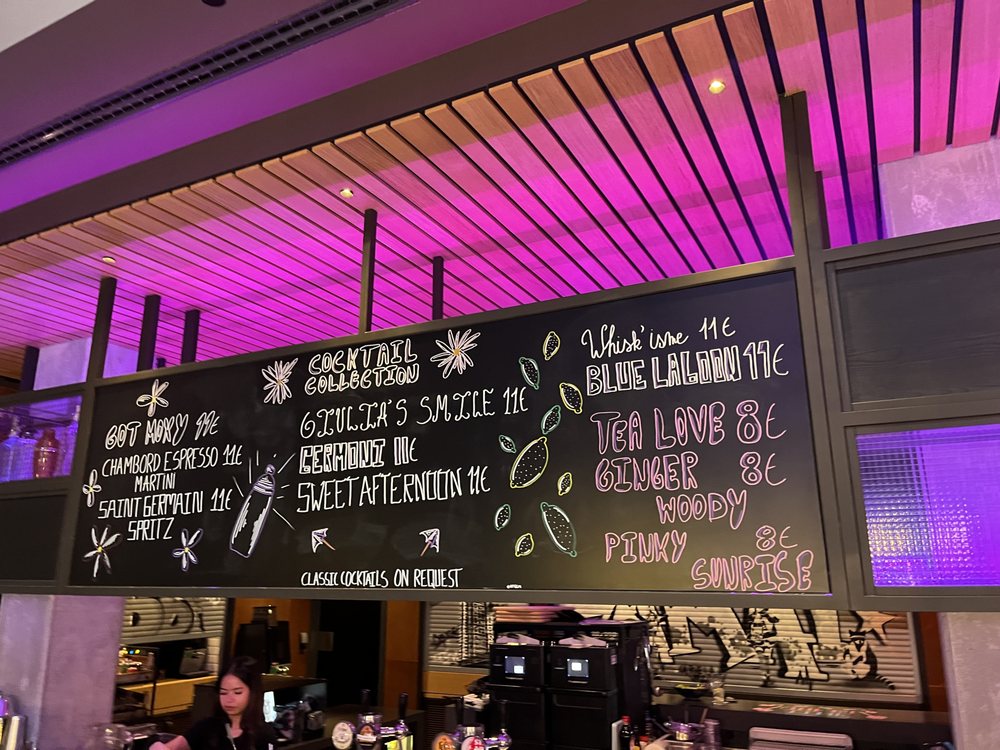 GOT MOXY 11€
CHAMBORD ESPRESSO 11€
MARTINI
SAINT GERMAIN 11€
SPRITZ
COCKTAIL
COLLECTION
GIULIA'S SMILE 11€
GERMONI 11€
SWEET AFTERNOON 11€
CLASSIC COCKTAILS ON REQUEST
Whisk'isme 11€
BLUE LAGOON 11€
TEA LOVE 8€
GINGER 8€
WOODY
PINKY 8€
SUNRISE